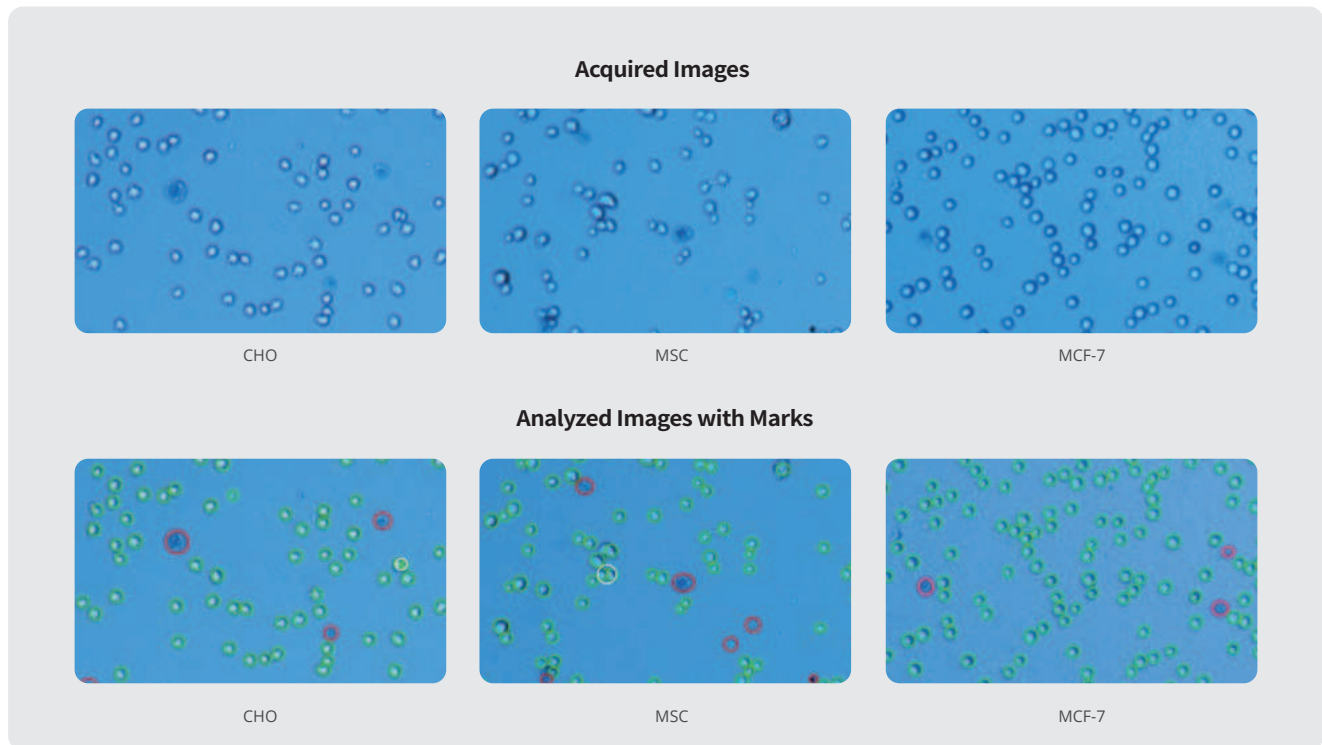 Acquired Images
CHO
MSC
MCF-7
Analyzed Images with Marks
CHO
MSC
MCF-7